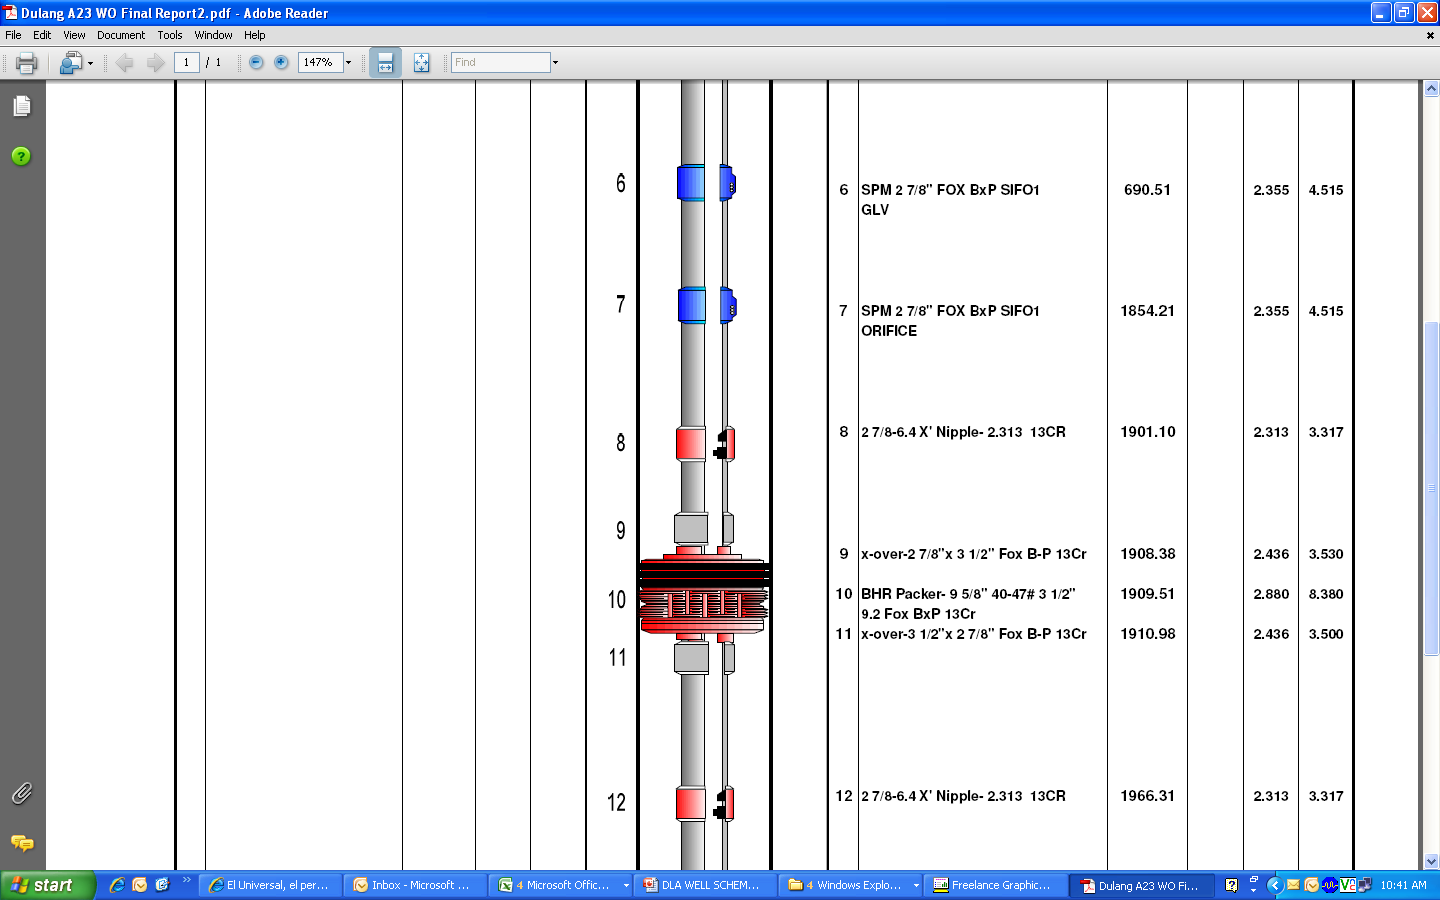 Dulang A23 WO Final Report2.pdf - Adobe Reader
File Edit View Document Tools Window Help
1 / 1 147% Find
6
6 SPM 2 7/8" FOX BxP SIFO1 690.51 2.355 4.515
GLV
7
7 SPM 2 7/8" FOX BxP SIFO1 1854.21 2.355 4.515
ORIFICE
8
8 2 7/8-6.4 X' Nipple- 2.313 13CR 1901.10 2.313 3.317
9
9 x-over-2 7/8"x 3 1/2" Fox B-P 13Cr 1908.38 2.436 3.530
10
10 BHR Packer- 9 5/8" 40-47# 3 1/2" 1909.51 2.880 8.380
9.2 Fox BxP 13Cr
11 x-over-3 1/2"x 2 7/8" Fox B-P 13Cr 1910.98 2.436 3.500
11
12
12 2 7/8-6.4 X' Nipple- 2.313 13CR 1966.31 2.313 3.317
start El Universal, el per... Inbox - Microsoft ... 4 Microsoft Offic... DLA WELL SCHEM... 4 Windows Explo... Freelance Graphic... Dulang A23 WO Fi... 10:41 AM